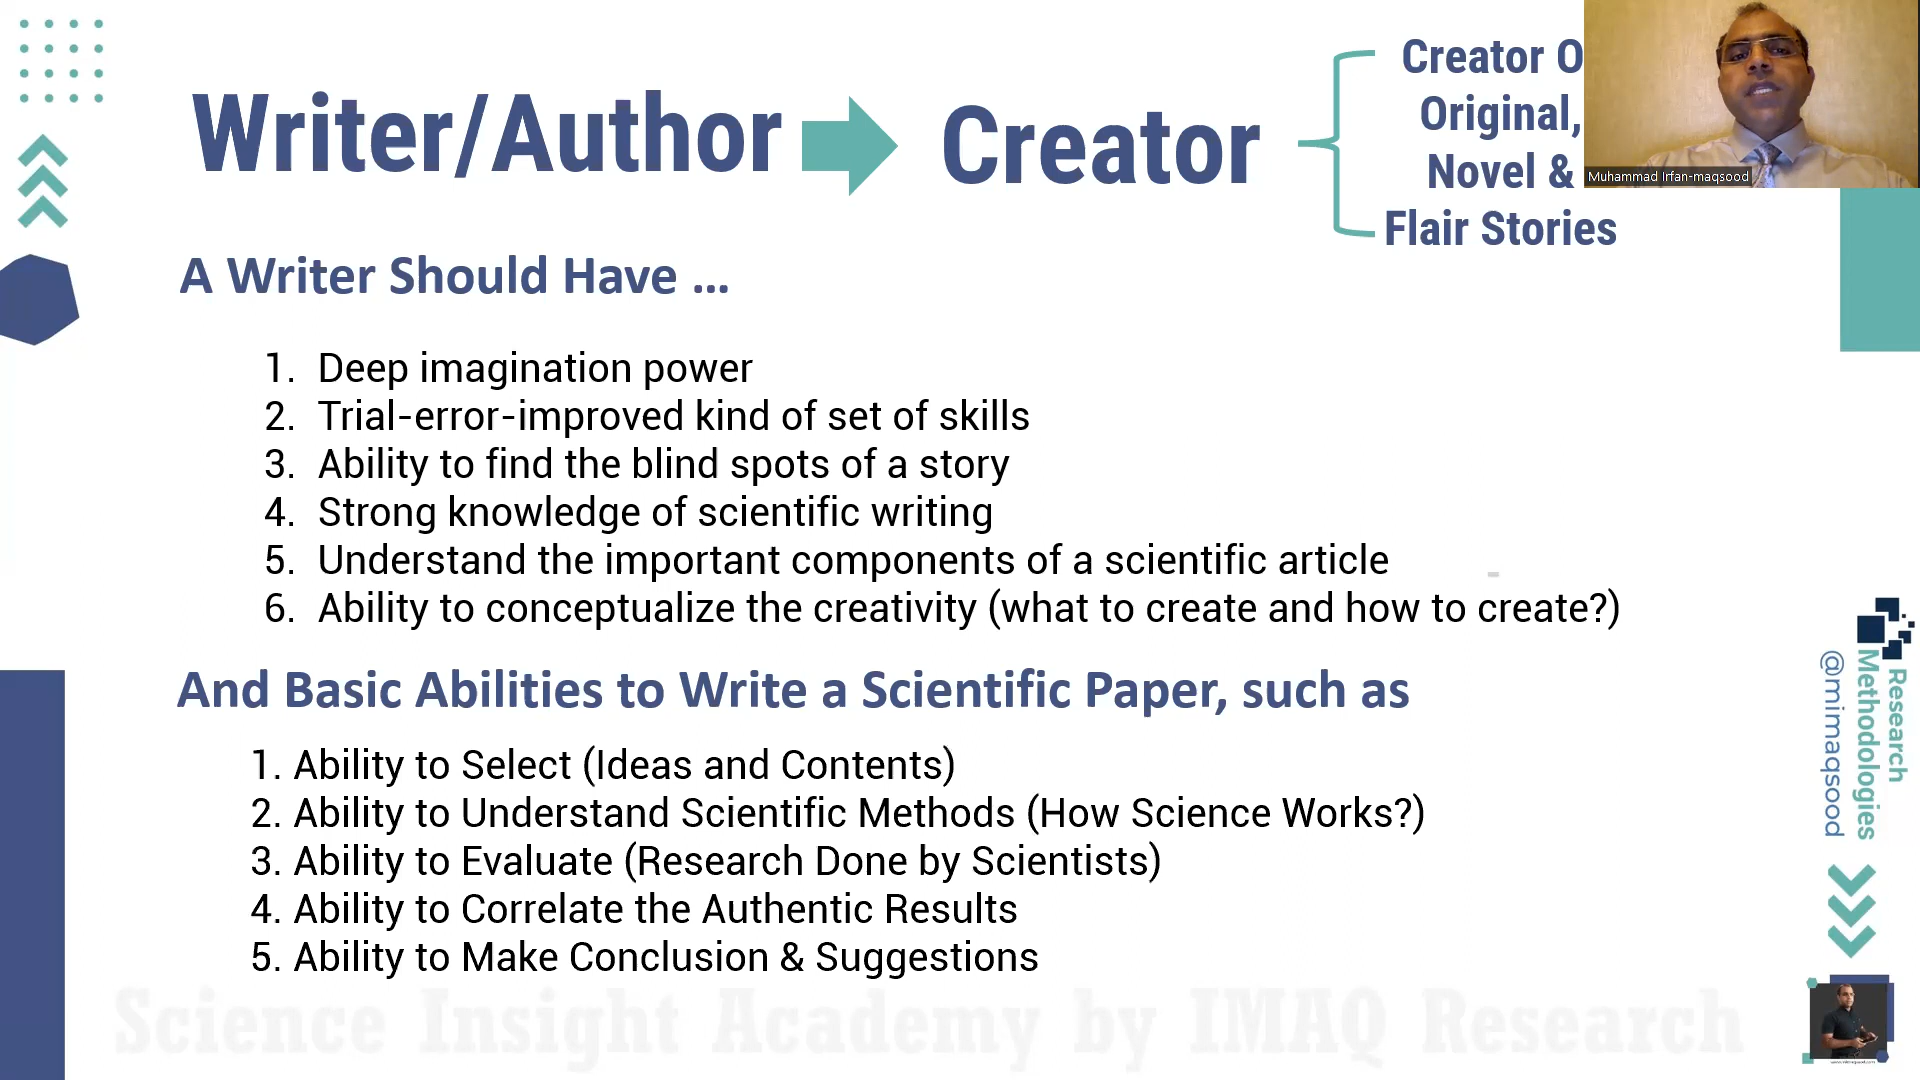 Writer/Author
Creator
Creator O
Original,
Novel &
Flair Stories
Muhammad Irfan-maqsood
A Writer Should Have ...
1. Deep imagination power
2. Trial-error-improved kind of set of skills
3. Ability to find the blind spots of a story
4. Strong knowledge of scientific writing
5. Understand the important components of a scientific article
6. Ability to conceptualize the creativity (what to create and how to create?)
And Basic Abilities to Write a Scientific Paper, such as
1. Ability to Select (Ideas and Contents)
2. Ability to Understand Scientific Methods (How Science Works?)
3. Ability to Evaluate (Research Done by Scientists)
4. Ability to Correlate the Authentic Results
5. Ability to Make Conclusion & Suggestions
Research
Methodologies
@mimaqsood
Science Insight Academy by IMAQ Research